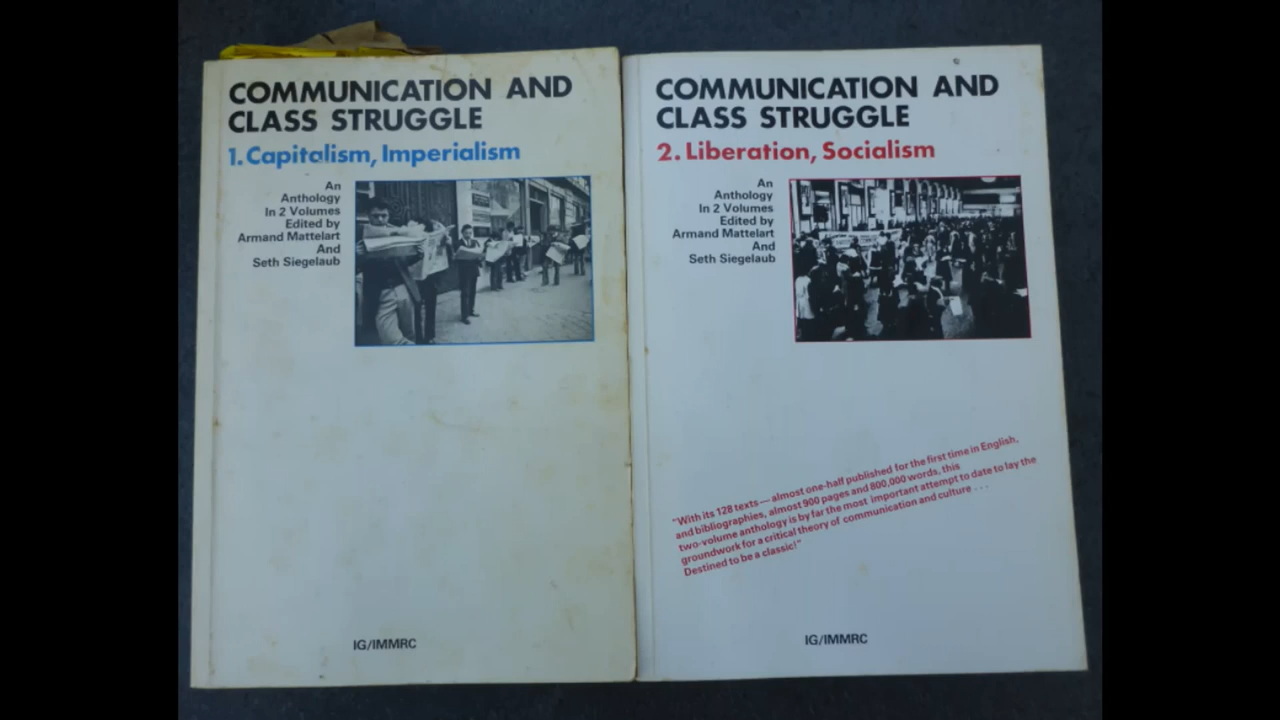 COMMUNICATION AND
CLASS STRUGGLE
1. Capitalism, Imperialism
An
Anthology
In 2 Volumes
Edited by
Armand Mattelart
And
Seth Siegelaub
IG/IMMRC
COMMUNICATION AND
CLASS STRUGGLE
2. Liberation, Socialism
An
Anthology
In 2 Volumes
Edited by
Armand Mattelart
And
Seth Siegelaub
"With its 128 texts — almost one-half published for the first time in English,
and bibliographies, almost 900 pages and 800,000 words, this
two-volume anthology is by far the most important attempt to date to lay the
groundwork for a critical theory of communication and culture . . .
Destined to be a classic!"
IG/IMMRC